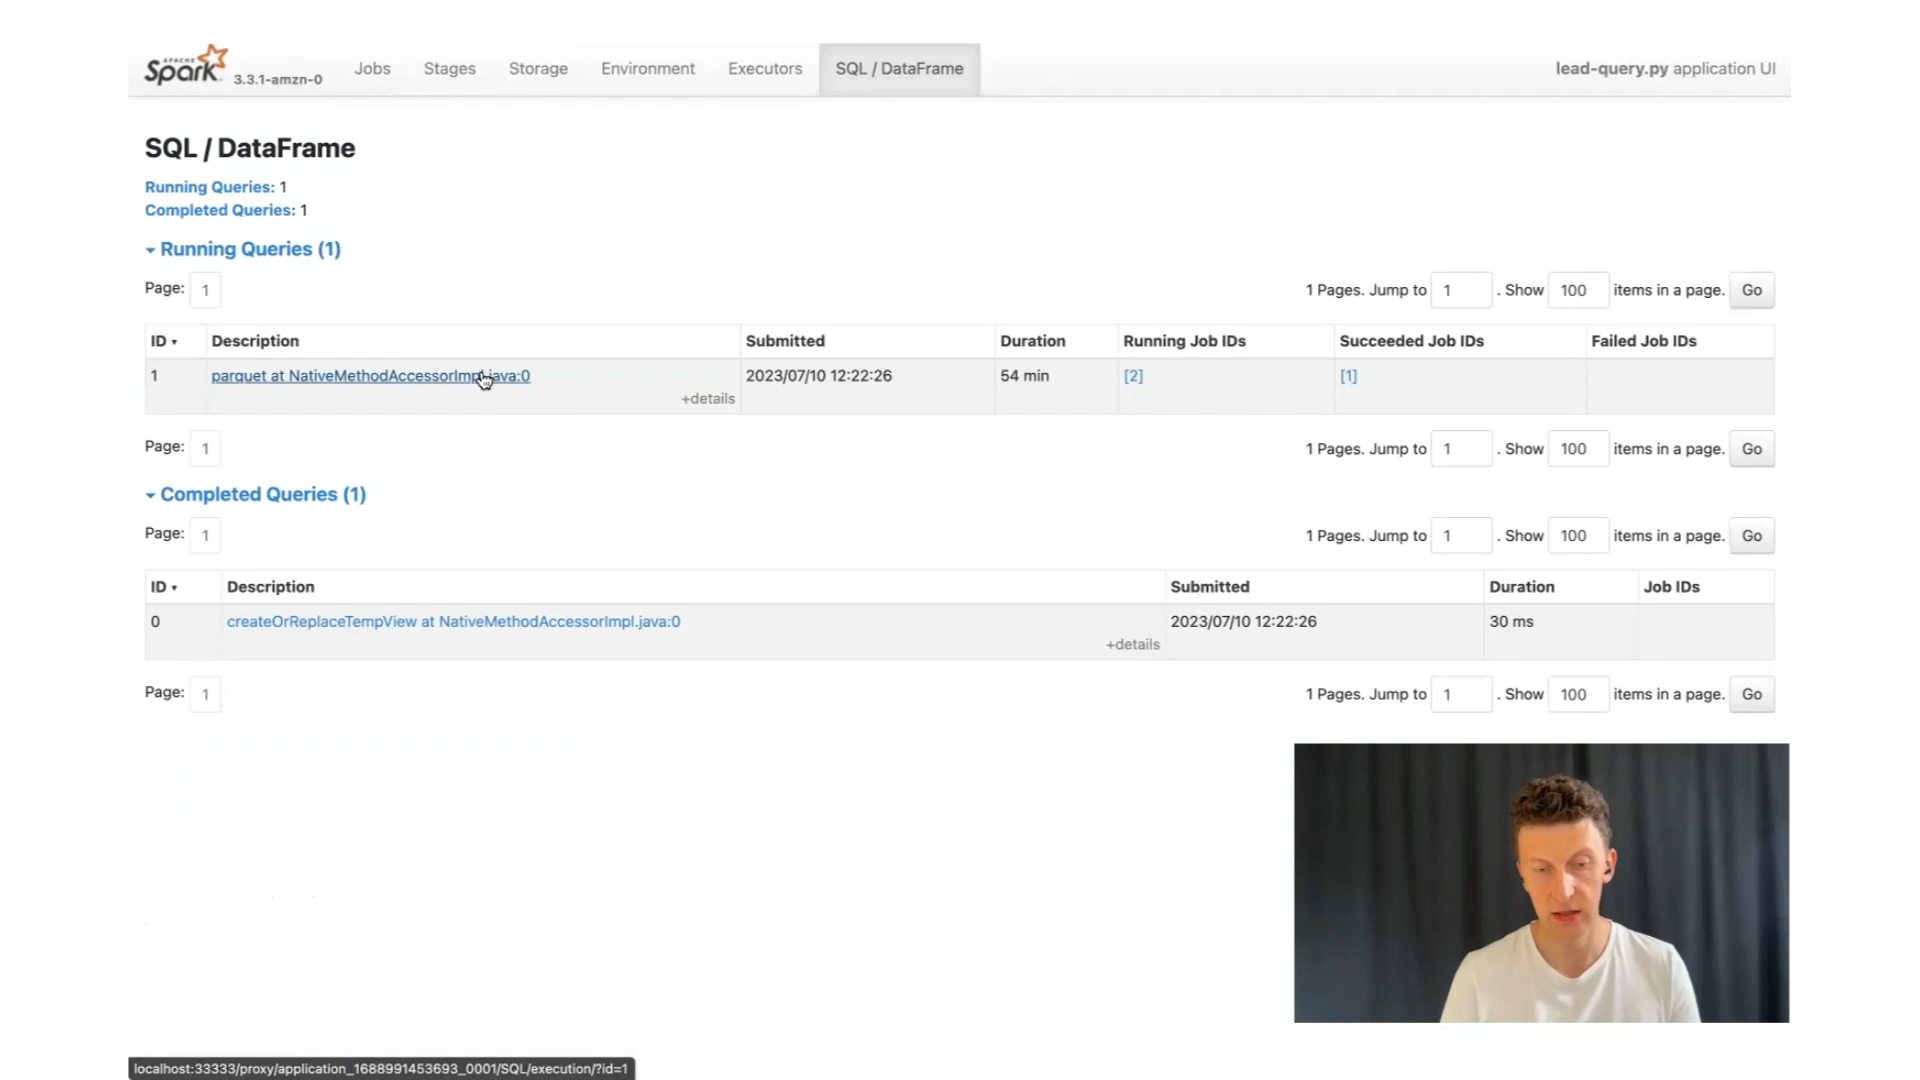 APACHE Spark 3.3.1-amzn-0 Jobs Stages Storage Environment Executors SQL / DataFrame lead-query.py application UI
SQL / DataFrame
Running Queries: 1
Completed Queries: 1
Running Queries (1)
Page: 1 1 Pages. Jump to 1 . Show 100 items in a page. Go
ID Description Submitted Duration Running Job IDs Succeeded Job IDs Failed Job IDs
1 parquet at NativeMethodAccessorImpl.java:0 2023/07/10 12:22:26 54 min [2] [1]
+details
Page: 1 1 Pages. Jump to 1 . Show 100 items in a page. Go
Completed Queries (1)
Page: 1 1 Pages. Jump to 1 . Show 100 items in a page. Go
ID Description Submitted Duration Job IDs
0 createOrReplaceTempView at NativeMethodAccessorImpl.java:0 2023/07/10 12:22:26 30 ms
+details
Page: 1 1 Pages. Jump to 1 . Show 100 items in a page. Go
localhost:33333/proxy/application_1688991453693_0001/SQL/execution/?id=1